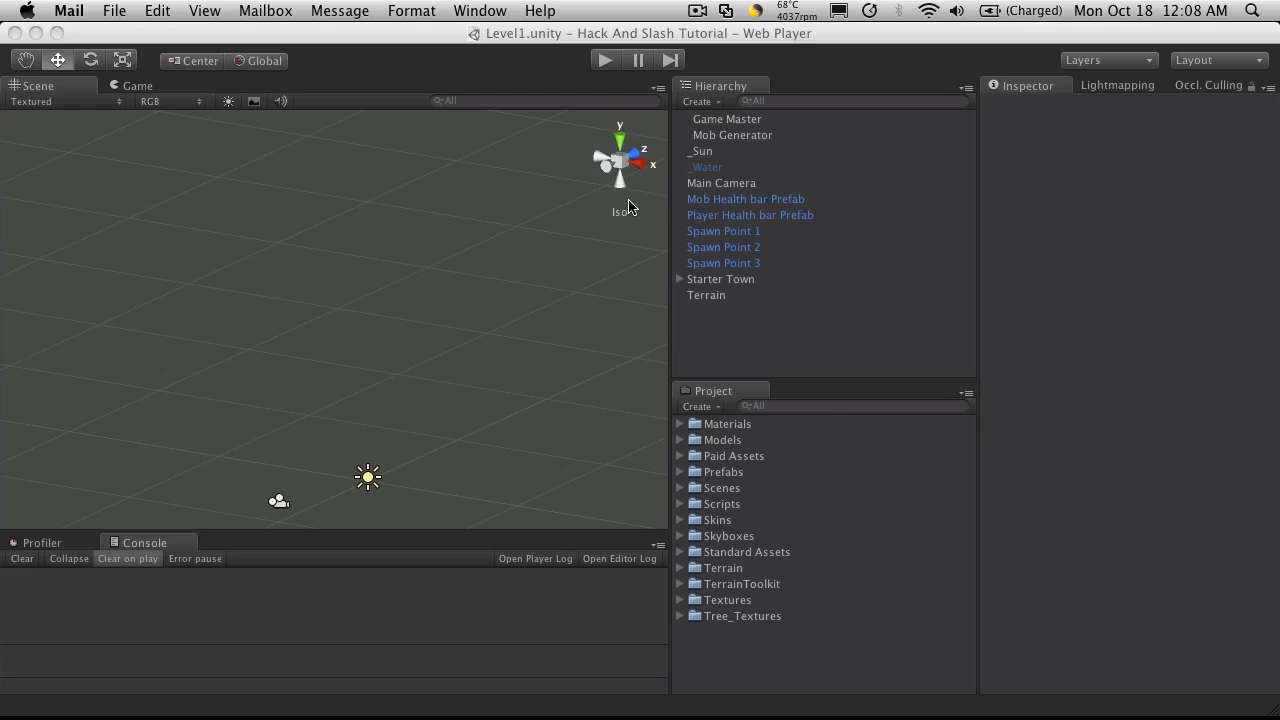 Mail File Edit View Mailbox Message Format Window Help 68°C 4037rpm (Charged) Mon Oct 18 12:08 AM
Level1.unity – Hack And Slash Tutorial – Web Player
Center Global Layers Layout
Scene Game
Textured RGB All
y
z
x
Iso
Hierarchy
Create All
Game Master
Mob Generator
_Sun
_Water
Main Camera
Mob Health bar Prefab
Player Health bar Prefab
Spawn Point 1
Spawn Point 2
Spawn Point 3
Starter Town
Terrain
Inspector Lightmapping Occl. Culling
Project
Create All
Materials
Models
Paid Assets
Prefabs
Scenes
Scripts
Skins
Skyboxes
Standard Assets
Terrain
TerrainToolkit
Textures
Tree_Textures
Profiler Console
Clear Collapse Clear on play Error pause Open Player Log Open Editor Log